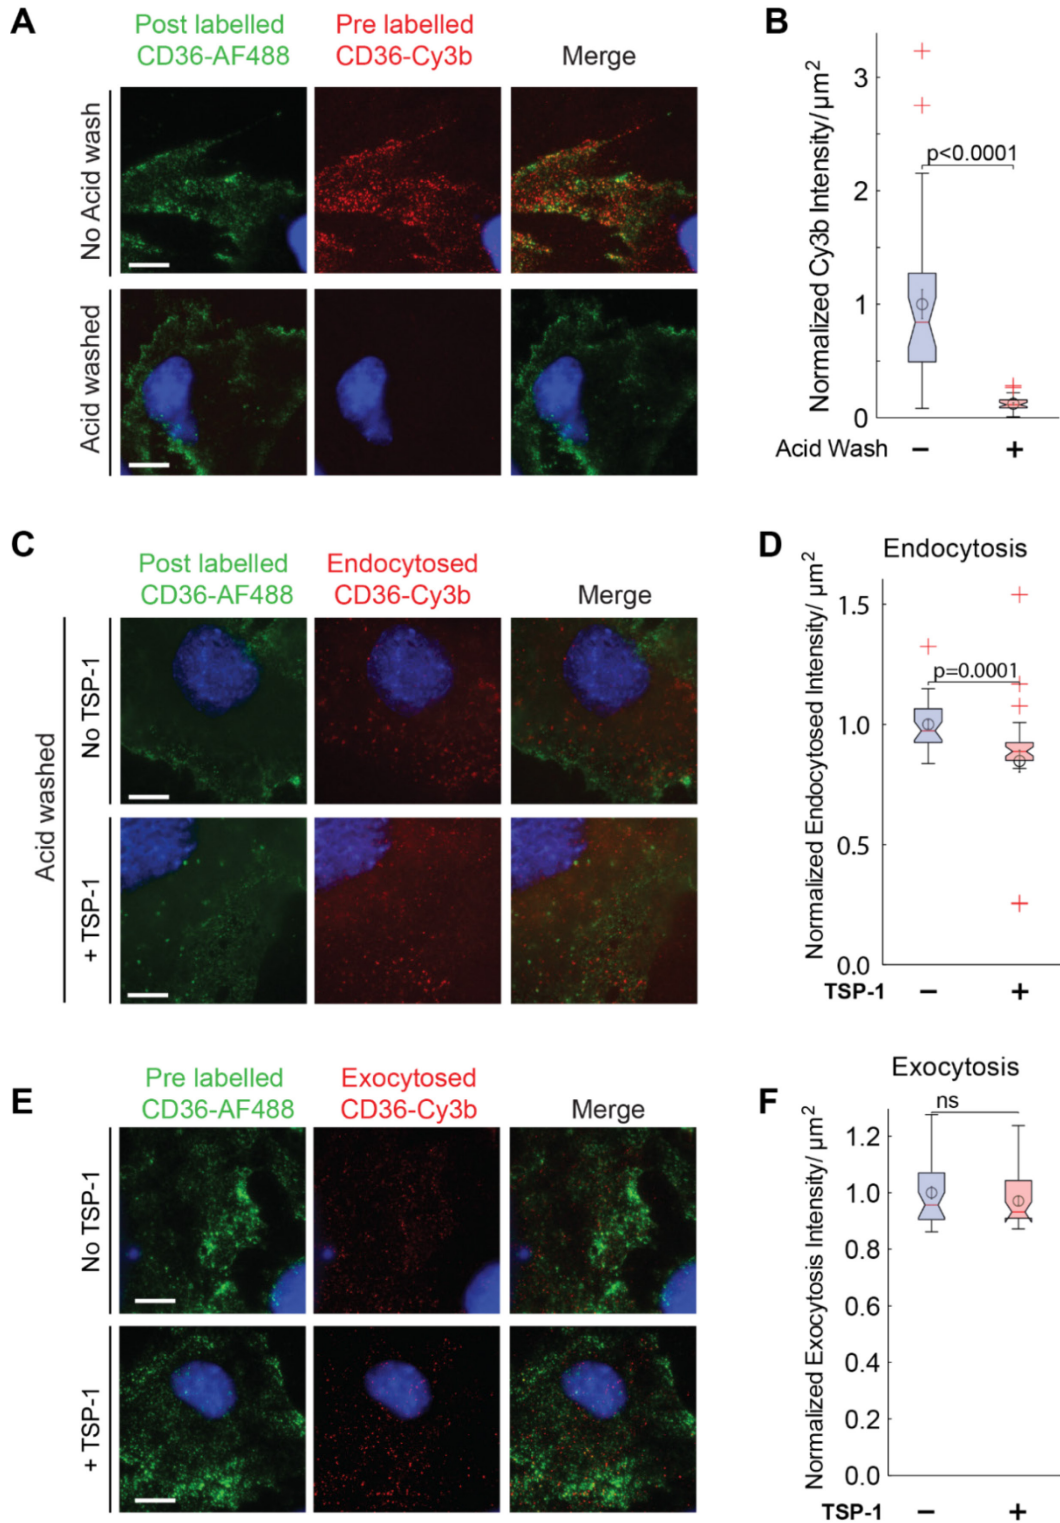 A
Post labelled
CD36-AF488
Pre labelled
CD36-Cy3b
Merge
No Acid wash
Acid washed
B
Normalized Cy3b Intensity/ µm²
3
2
1
0
p<0.0001
Acid Wash − +
C
Post labelled
CD36-AF488
Endocytosed
CD36-Cy3b
Merge
Acid washed
No TSP-1
+ TSP-1
D
Endocytosis
Normalized Endocytosed Intensity/ µm²
1.5
1.0
0.5
0.0
p=0.0001
TSP-1 − +
E
Pre labelled
CD36-AF488
Exocytosed
CD36-Cy3b
Merge
No TSP-1
+ TSP-1
F
Exocytosis
Normalized Exocytosis Intensity/ µm²
ns
1.2
1.0
0.8
0.6
0.4
0.2
0.0
TSP-1 − +